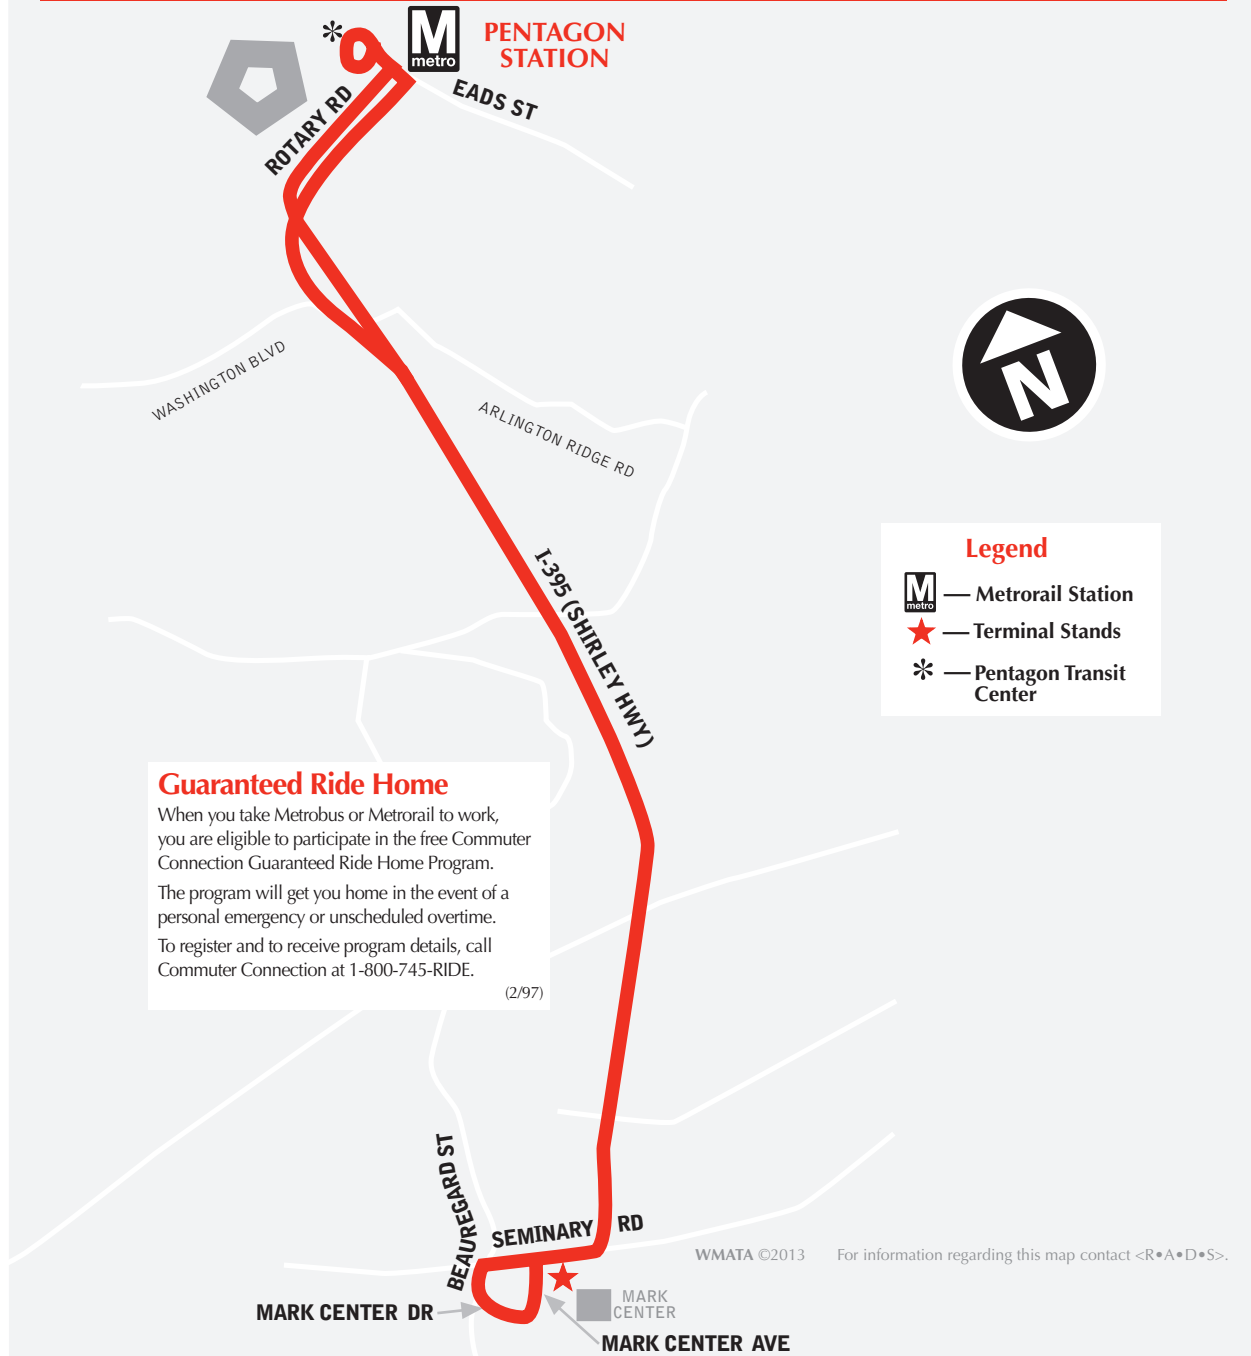 *
M
metro
PENTAGON
STATION
EADS ST
ROTARY RD
WASHINGTON BLVD
ARLINGTON RIDGE RD
N
I-395 (SHIRLEY HWY)
Legend
M
metro
— Metrorail Station
— Terminal Stands
* — Pentagon Transit
Center
Guaranteed Ride Home
When you take Metrobus or Metrorail to work,
you are eligible to participate in the free Commuter
Connection Guaranteed Ride Home Program.
The program will get you home in the event of a
personal emergency or unscheduled overtime.
To register and to receive program details, call
Commuter Connection at 1-800-745-RIDE.
(2/97)
BEAUREGARD ST
SEMINARY RD
WMATA ©2013 For information regarding this map contact <R•A•D•S>.
MARK
CENTER
MARK CENTER DR
MARK CENTER AVE